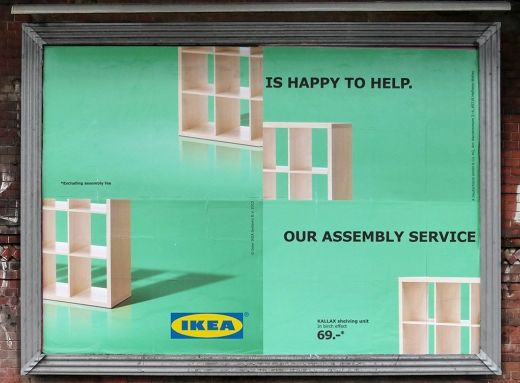 IS HAPPY TO HELP.
*Excluding assembly fee
OUR ASSEMBLY SERVICE
IKEA
®
KALLAX shelving unit
in birch effect
69.-*